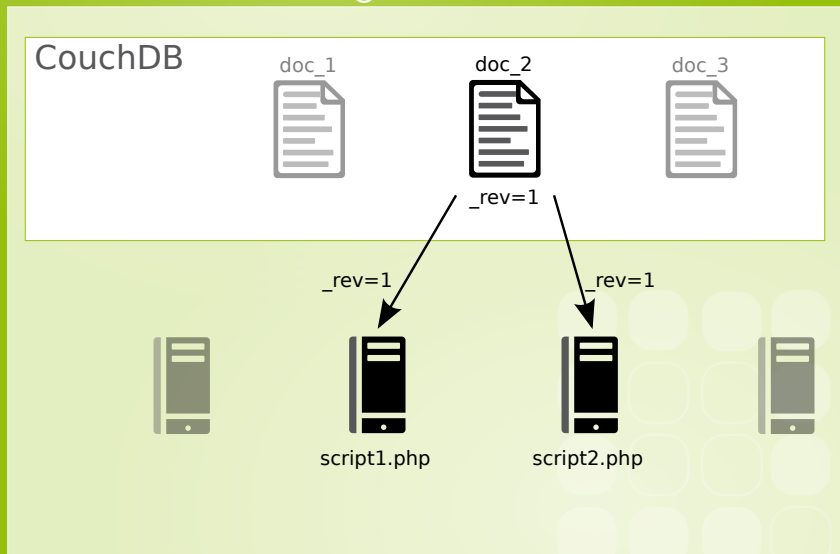 CouchDB
doc_1
doc_2
doc_3
_rev=1
_rev=1
_rev=1
script1.php
script2.php